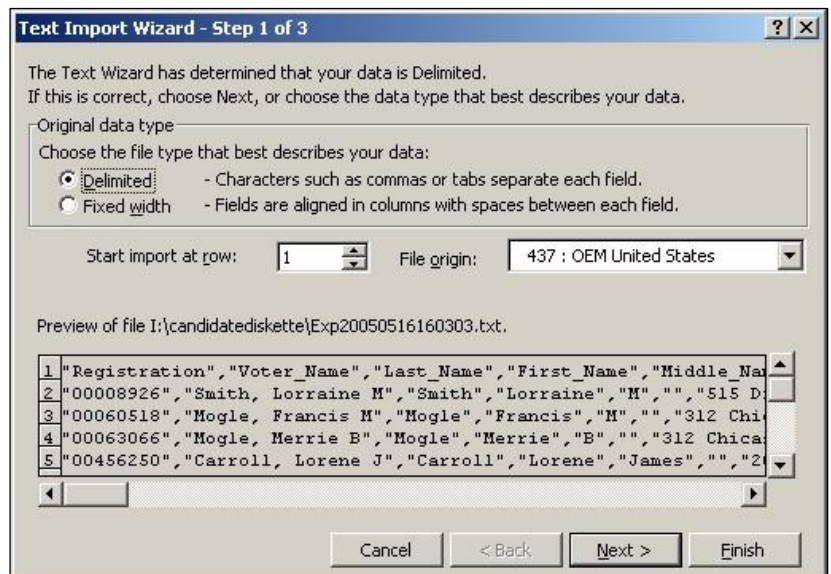 Text Import Wizard - Step 1 of 3
The Text Wizard has determined that your data is Delimited.
If this is correct, choose Next, or choose the data type that best describes your data.
Original data type
Choose the file type that best describes your data:
Delimited - Characters such as commas or tabs separate each field.
Fixed width - Fields are aligned in columns with spaces between each field.
Start import at row: 1 File origin: 437 : OEM United States
Preview of file I:\candidatediskette\Exp20050516160303.txt.
1 "Registration","Voter_Name","Last_Name","First_Name","Middle_Na
2 "00008926","Smith, Lorraine M","Smith","Lorraine","M","","515 D
3 "00060518","Mogle, Francis M","Mogle","Francis","M","","312 Chi
4 "00063066","Mogle, Merrie B","Mogle","Merrie","B","","312 Chica
5 "00456250","Carroll, Lorene J","Carroll","Lorene","James","","2
Cancel < Back Next > Finish